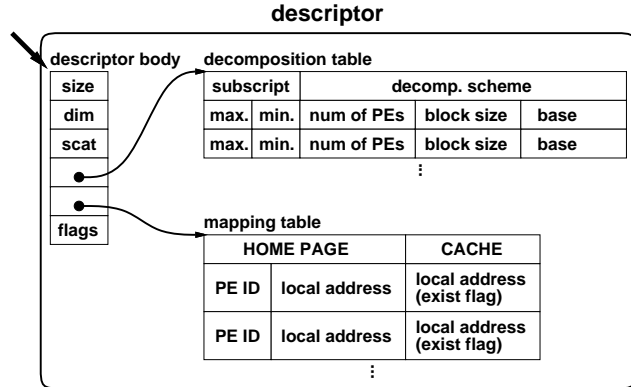 descriptor
descriptor body
size
dim
scat
flags
decomposition table
subscript decomp. scheme
max. min. num of PEs block size base
max. min. num of PEs block size base
mapping table
HOME PAGE CACHE
PE ID local address local address
(exist flag)
PE ID local address local address
(exist flag)